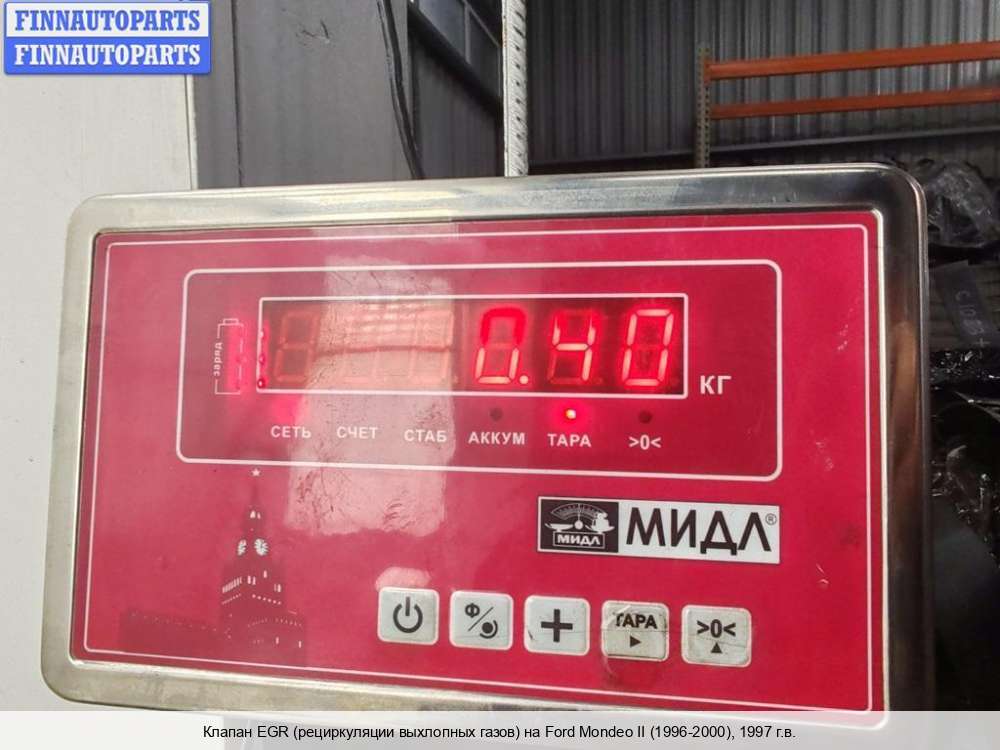 FINNAUTOPARTS
FINNAUTOPARTS
заряд
0.40
КГ
СЕТЬ СЧЕТ СТАБ АККУМ ТАРА >0<
МИДЛ
МИДЛ®
Ф
ТАРА
>0<
Клапан EGR (рециркуляции выхлопных газов) на Ford Mondeo II (1996-2000), 1997 г.в.